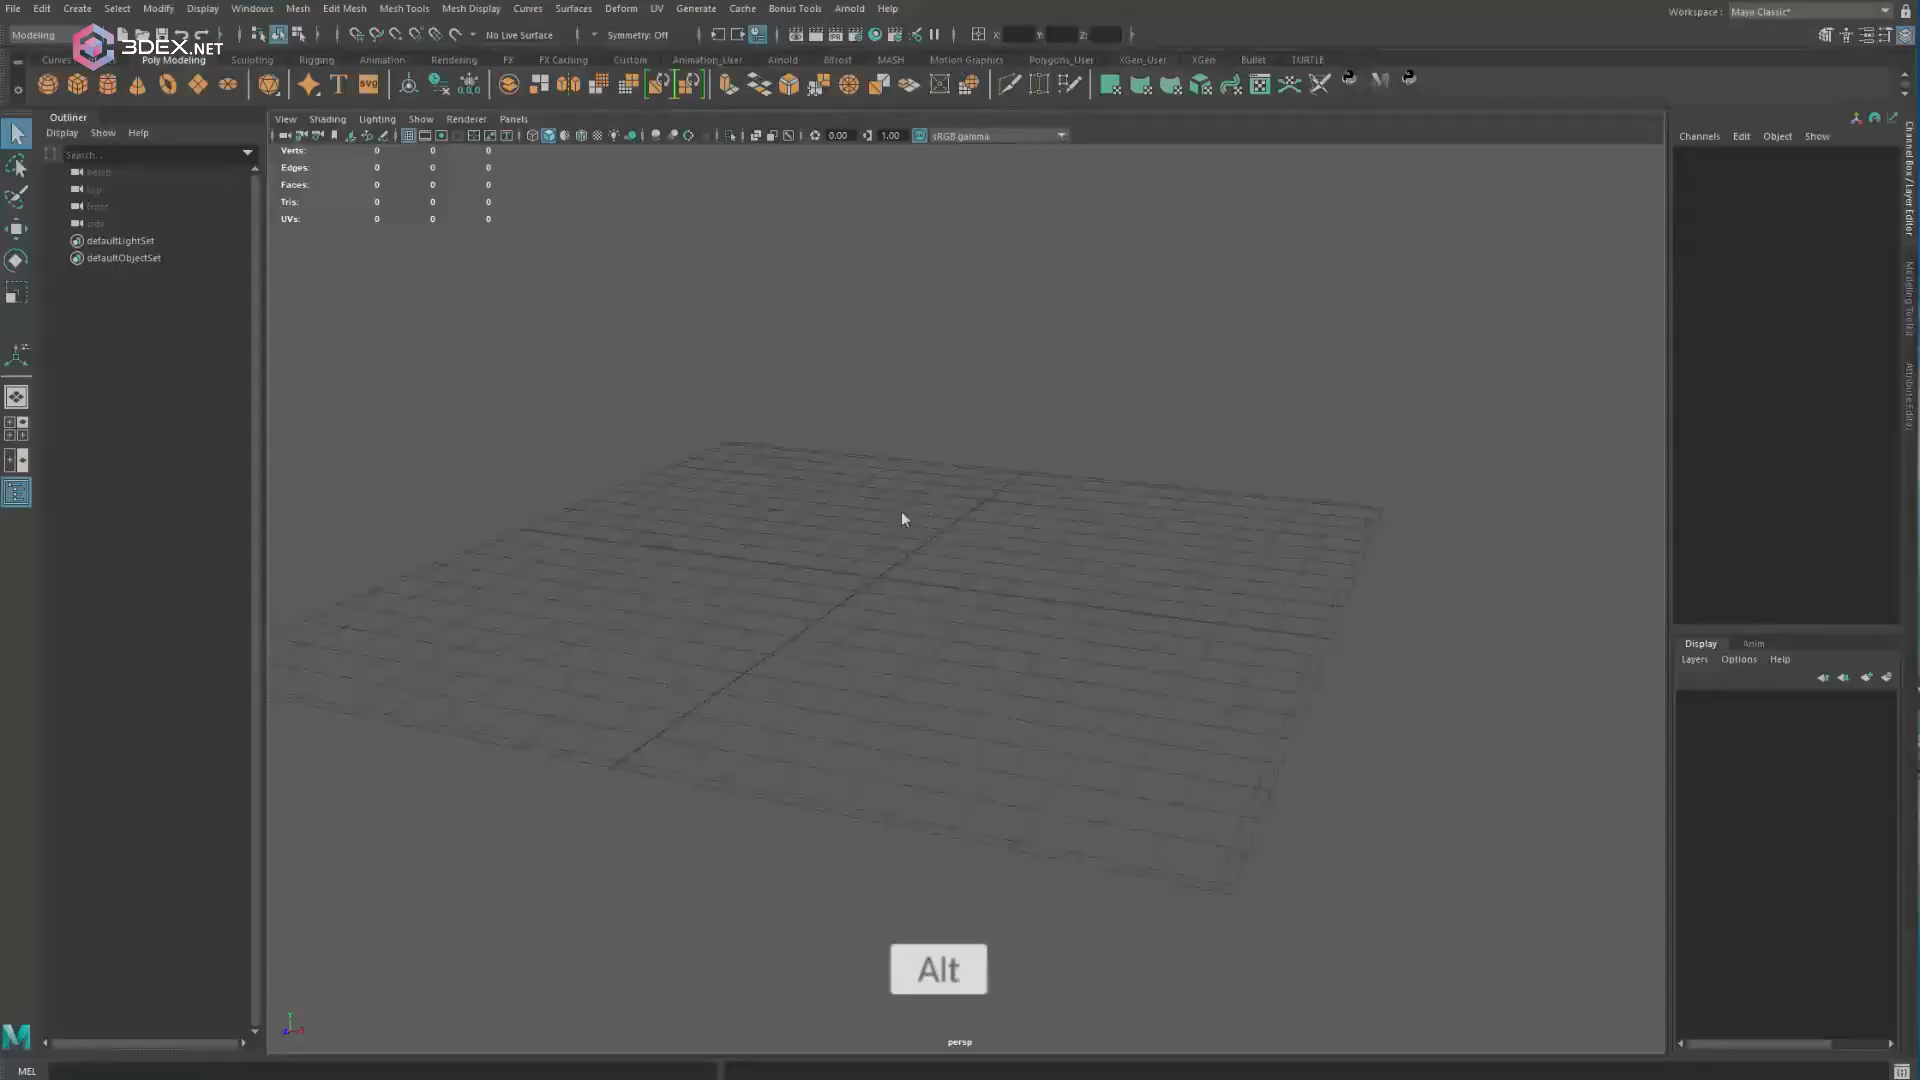 File Edit Create Select Modify Display Windows Mesh Edit Mesh Mesh Tools Mesh Display Curves Surfaces Deform UV Generate Cache Bonus Tools Arnold Help
Workspace : Maya Classic*
Modeling
3DEX.NET
No Live Surface
Symmetry: Off
X: Y: Z:
Curves Poly Modeling Sculpting Rigging Animation Rendering FX FX Caching Custom Animation_User Arnold Bifrost MASH Motion Graphics Polygons_User XGen_User XGen Bullet TURTLE
T
SVG
0,0,0
Outliner
Display Show Help
Search...
persp
top
front
side
defaultLightSet
defaultObjectSet
View Shading Lighting Show Renderer Panels
0.00 1.00 sRGB gamma
Verts: 0 0 0
Edges: 0 0 0
Faces: 0 0 0
Tris: 0 0 0
UVs: 0 0 0
Channels Edit Object Show
Channel Box / Layer Editor
Modeling Toolkit
Attribute Editor
Display Anim
Layers Options Help
Alt
persp
M
MEL